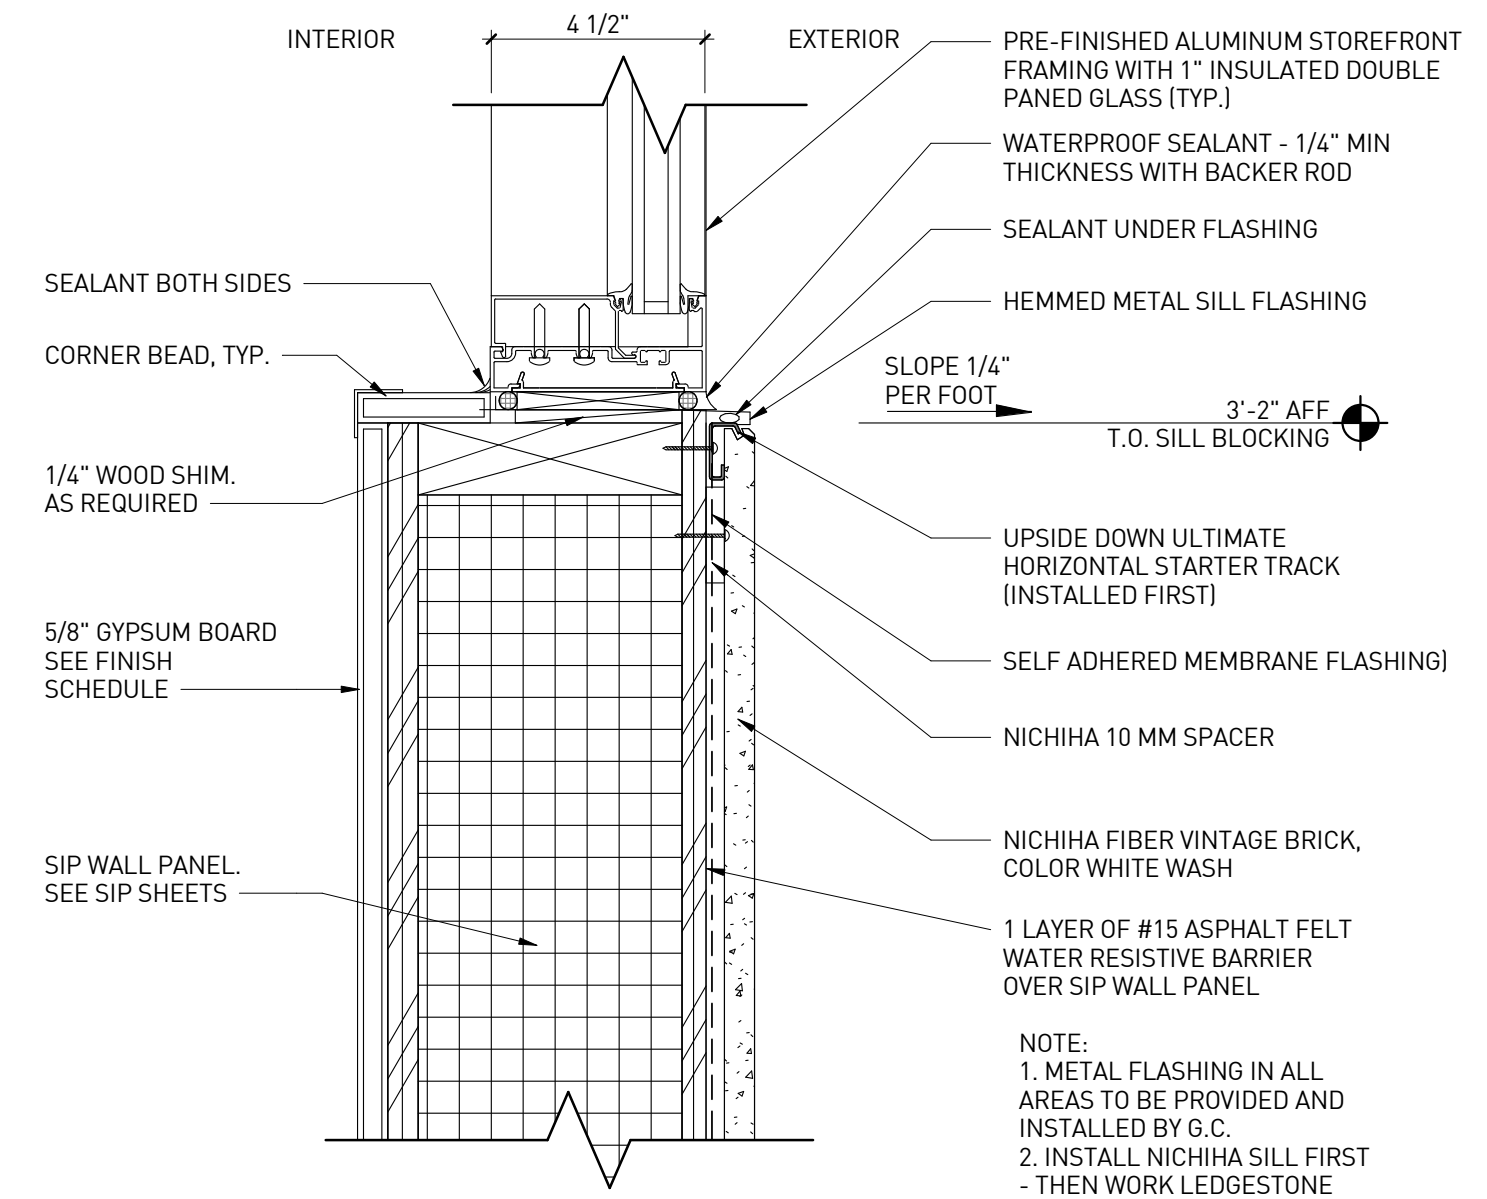 INTERIOR
4 1/2"
EXTERIOR
PRE-FINISHED ALUMINUM STOREFRONT
FRAMING WITH 1" INSULATED DOUBLE
PANED GLASS (TYP.)
WATERPROOF SEALANT - 1/4" MIN
THICKNESS WITH BACKER ROD
SEALANT UNDER FLASHING
HEMMED METAL SILL FLASHING
SEALANT BOTH SIDES
CORNER BEAD, TYP.
SLOPE 1/4"
PER FOOT
3'-2" AFF
T.O. SILL BLOCKING
1/4" WOOD SHIM.
AS REQUIRED
UPSIDE DOWN ULTIMATE
HORIZONTAL STARTER TRACK
(INSTALLED FIRST)
5/8" GYPSUM BOARD
SEE FINISH
SCHEDULE
SELF ADHERED MEMBRANE FLASHING)
NICHIHA 10 MM SPACER
NICHIHA FIBER VINTAGE BRICK,
COLOR WHITE WASH
SIP WALL PANEL.
SEE SIP SHEETS
1 LAYER OF #15 ASPHALT FELT
WATER RESISTIVE BARRIER
OVER SIP WALL PANEL
NOTE:
1. METAL FLASHING IN ALL
AREAS TO BE PROVIDED AND
INSTALLED BY G.C.
2. INSTALL NICHIHA SILL FIRST
- THEN WORK LEDGESTONE